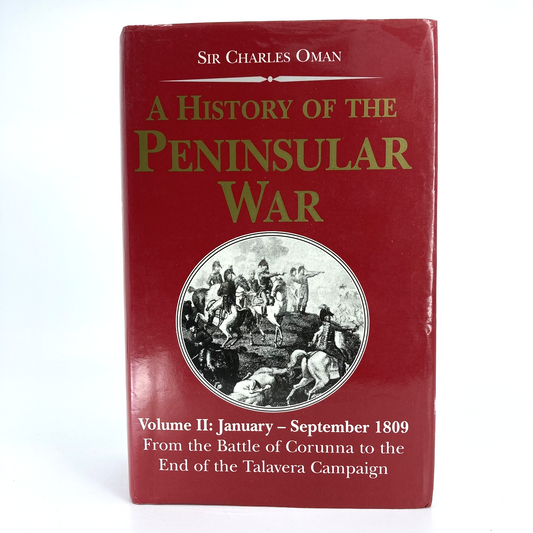 SIR CHARLES OMAN
A HISTORY OF THE
PENINSULAR
WAR
Volume II: January – September 1809
From the Battle of Corunna to the
End of the Talavera Campaign